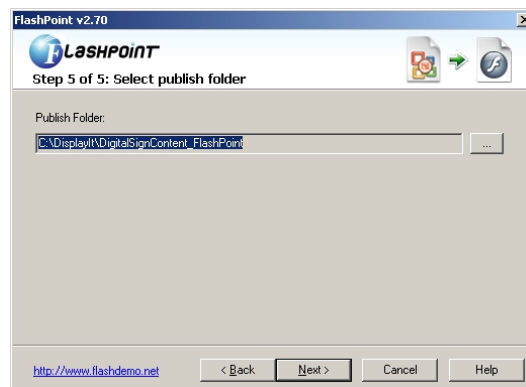 FlashPoint v2.70
FLASHPOINT
Step 5 of 5: Select publish folder
Publish Folder:
C:\DisplayIt\DigitalSignContent_FlashPoint
...
http://www.flashdemo.net
< Back
Next >
Cancel
Help